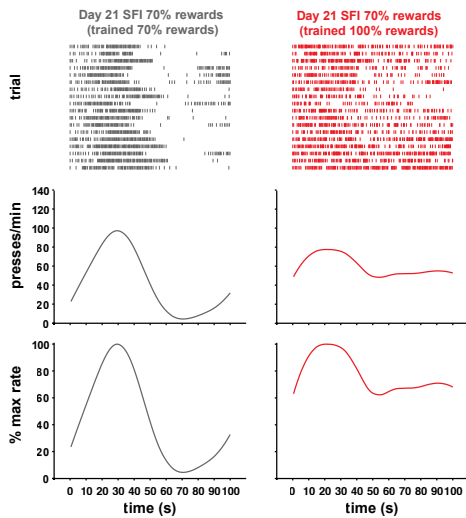 Day 21 SFI 70% rewards
(trained 70% rewards)
Day 21 SFI 70% rewards
(trained 100% rewards)
trial
presses/min
140
120
100
80
60
40
20
0
% max rate
100
80
60
40
20
0
0 10 20 30 40 50 60 70 80 90 100
0 10 20 30 40 50 60 70 80 90 100
time (s)
time (s)